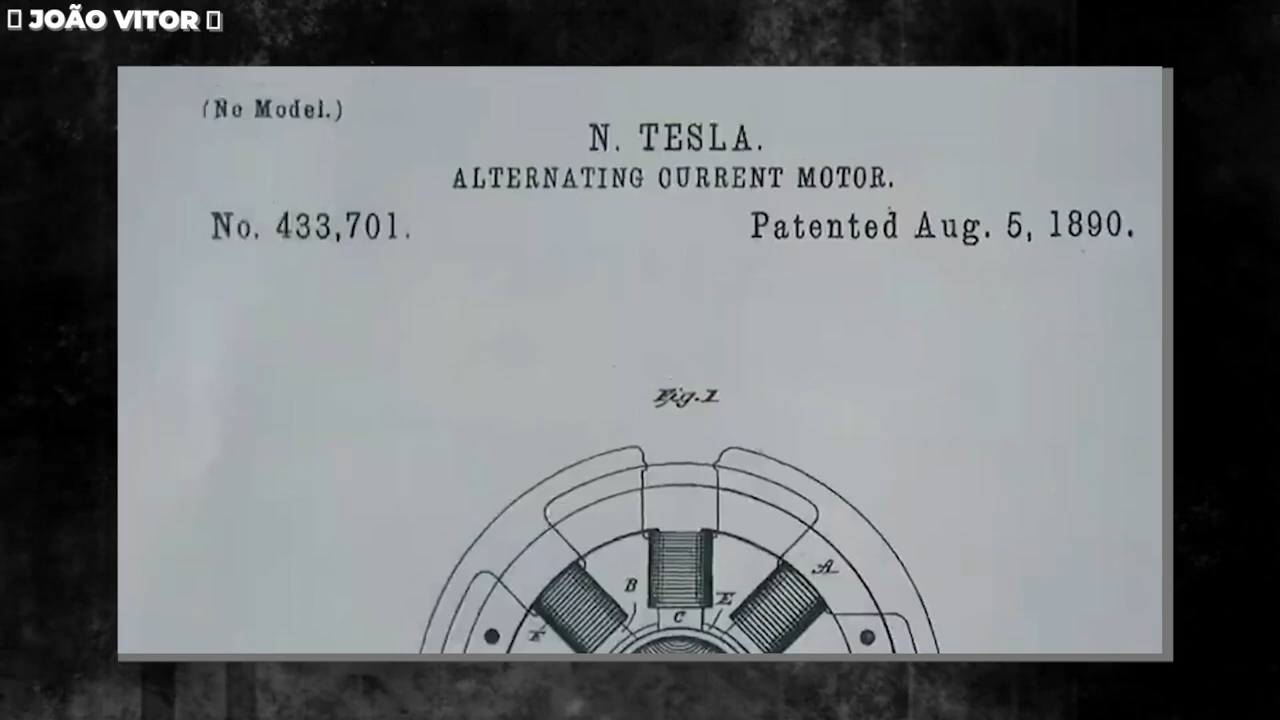 JOÃO VITOR
(No Model.)
N. TESLA.
ALTERNATING CURRENT MOTOR.
No. 433,701.
Patented Aug. 5, 1890.
Fig.1
A
B
E
C